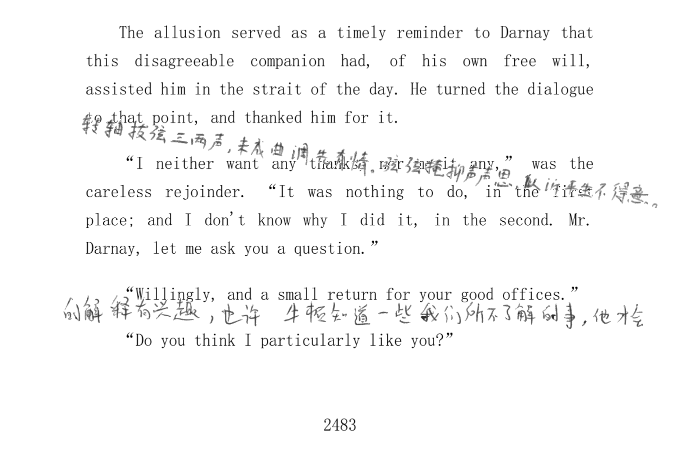 The allusion served as a timely reminder to Darnay that
this disagreeable companion had, of his own free will,
assisted him in the strait of the day. He turned the dialogue
to that point, and thanked him for it.
转轴拨弦三两声，未成曲调先有情。弦弦掩抑声声思，似诉平生不得意。
“I neither want any thanks, nor merit any,” was the
careless rejoinder. “It was nothing to do, in the first
place; and I don't know why I did it, in the second. Mr.
Darnay, let me ask you a question.”
“Willingly, and a small return for your good offices.”
的解释有兴趣，也许 牛顿知道一些我们所不了解的事，他才会
“Do you think I particularly like you?”
2483